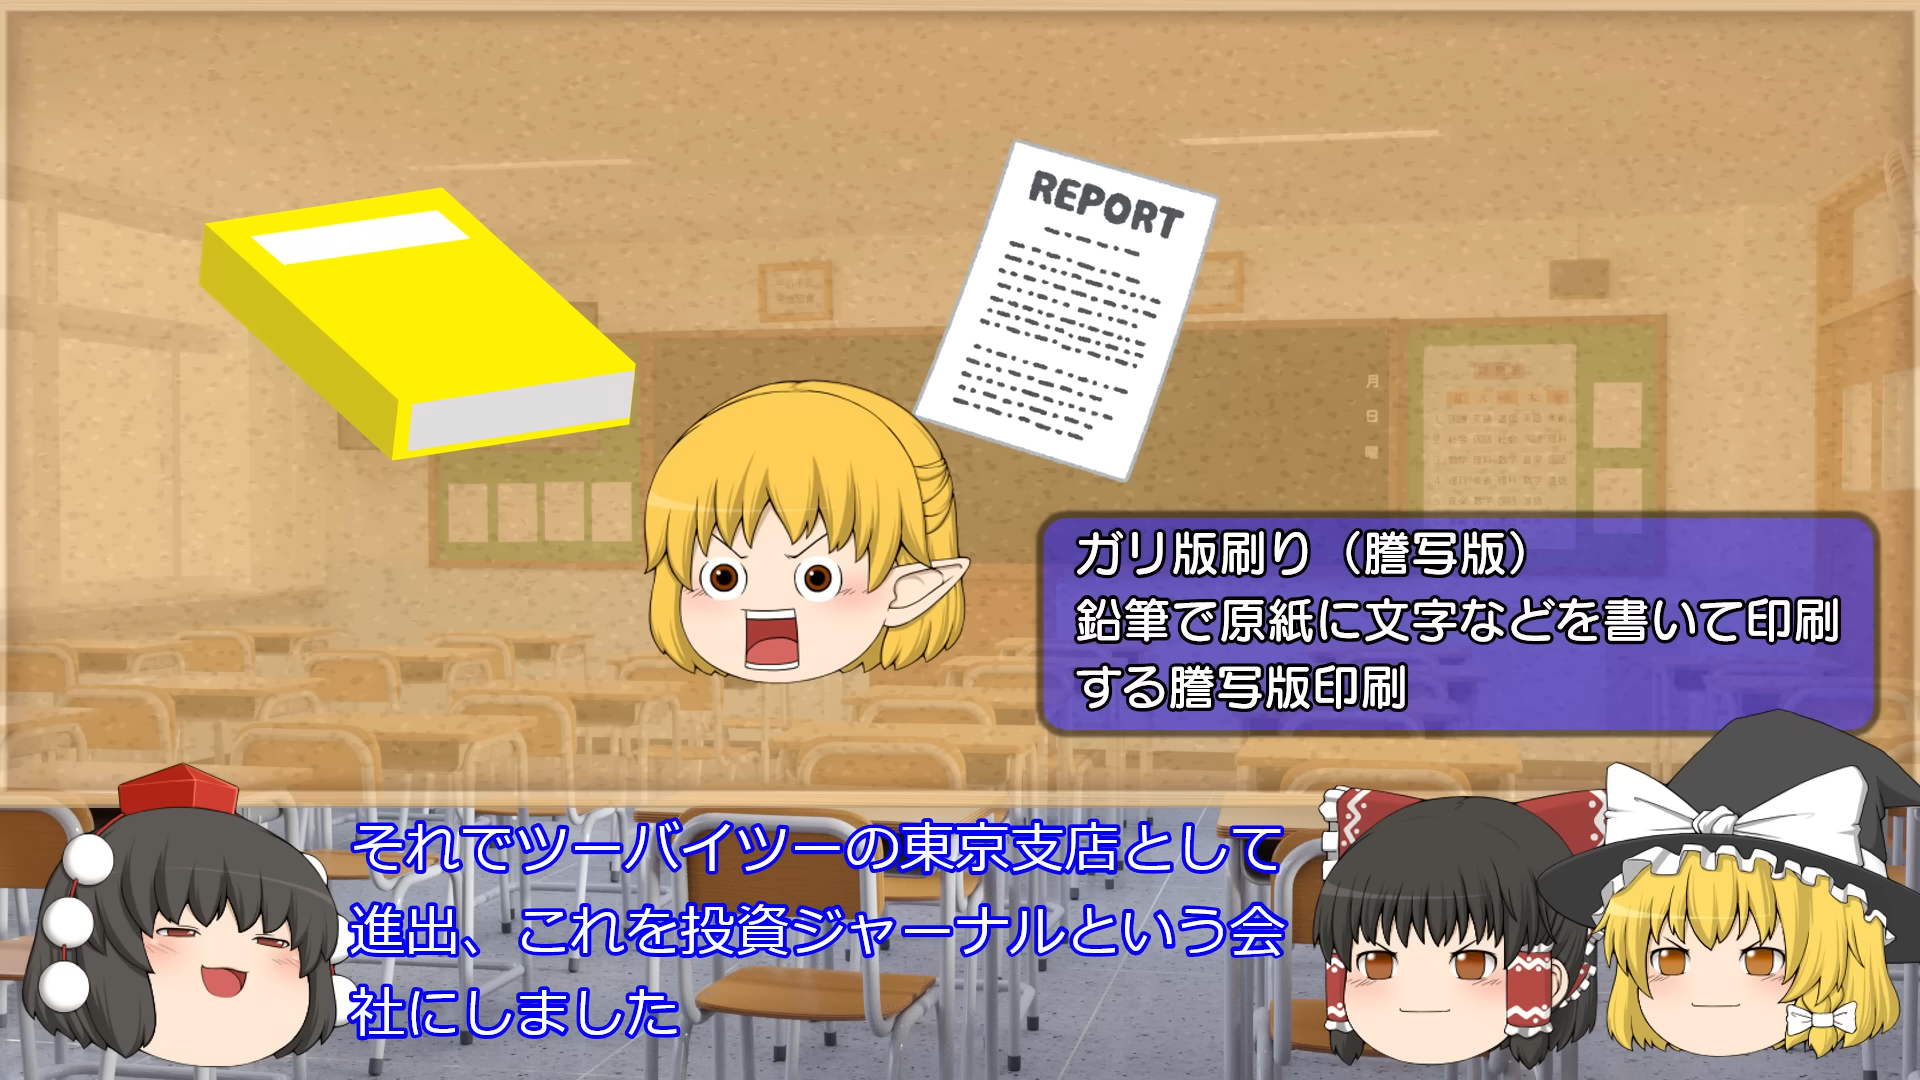 REPORT
月
日
ガリ版刷り（謄写版）
鉛筆で原紙に文字などを書いて印刷
する謄写版印刷
それでツーバイツーの東京支店として
進出、これを投資ジャーナルという会
社にしました